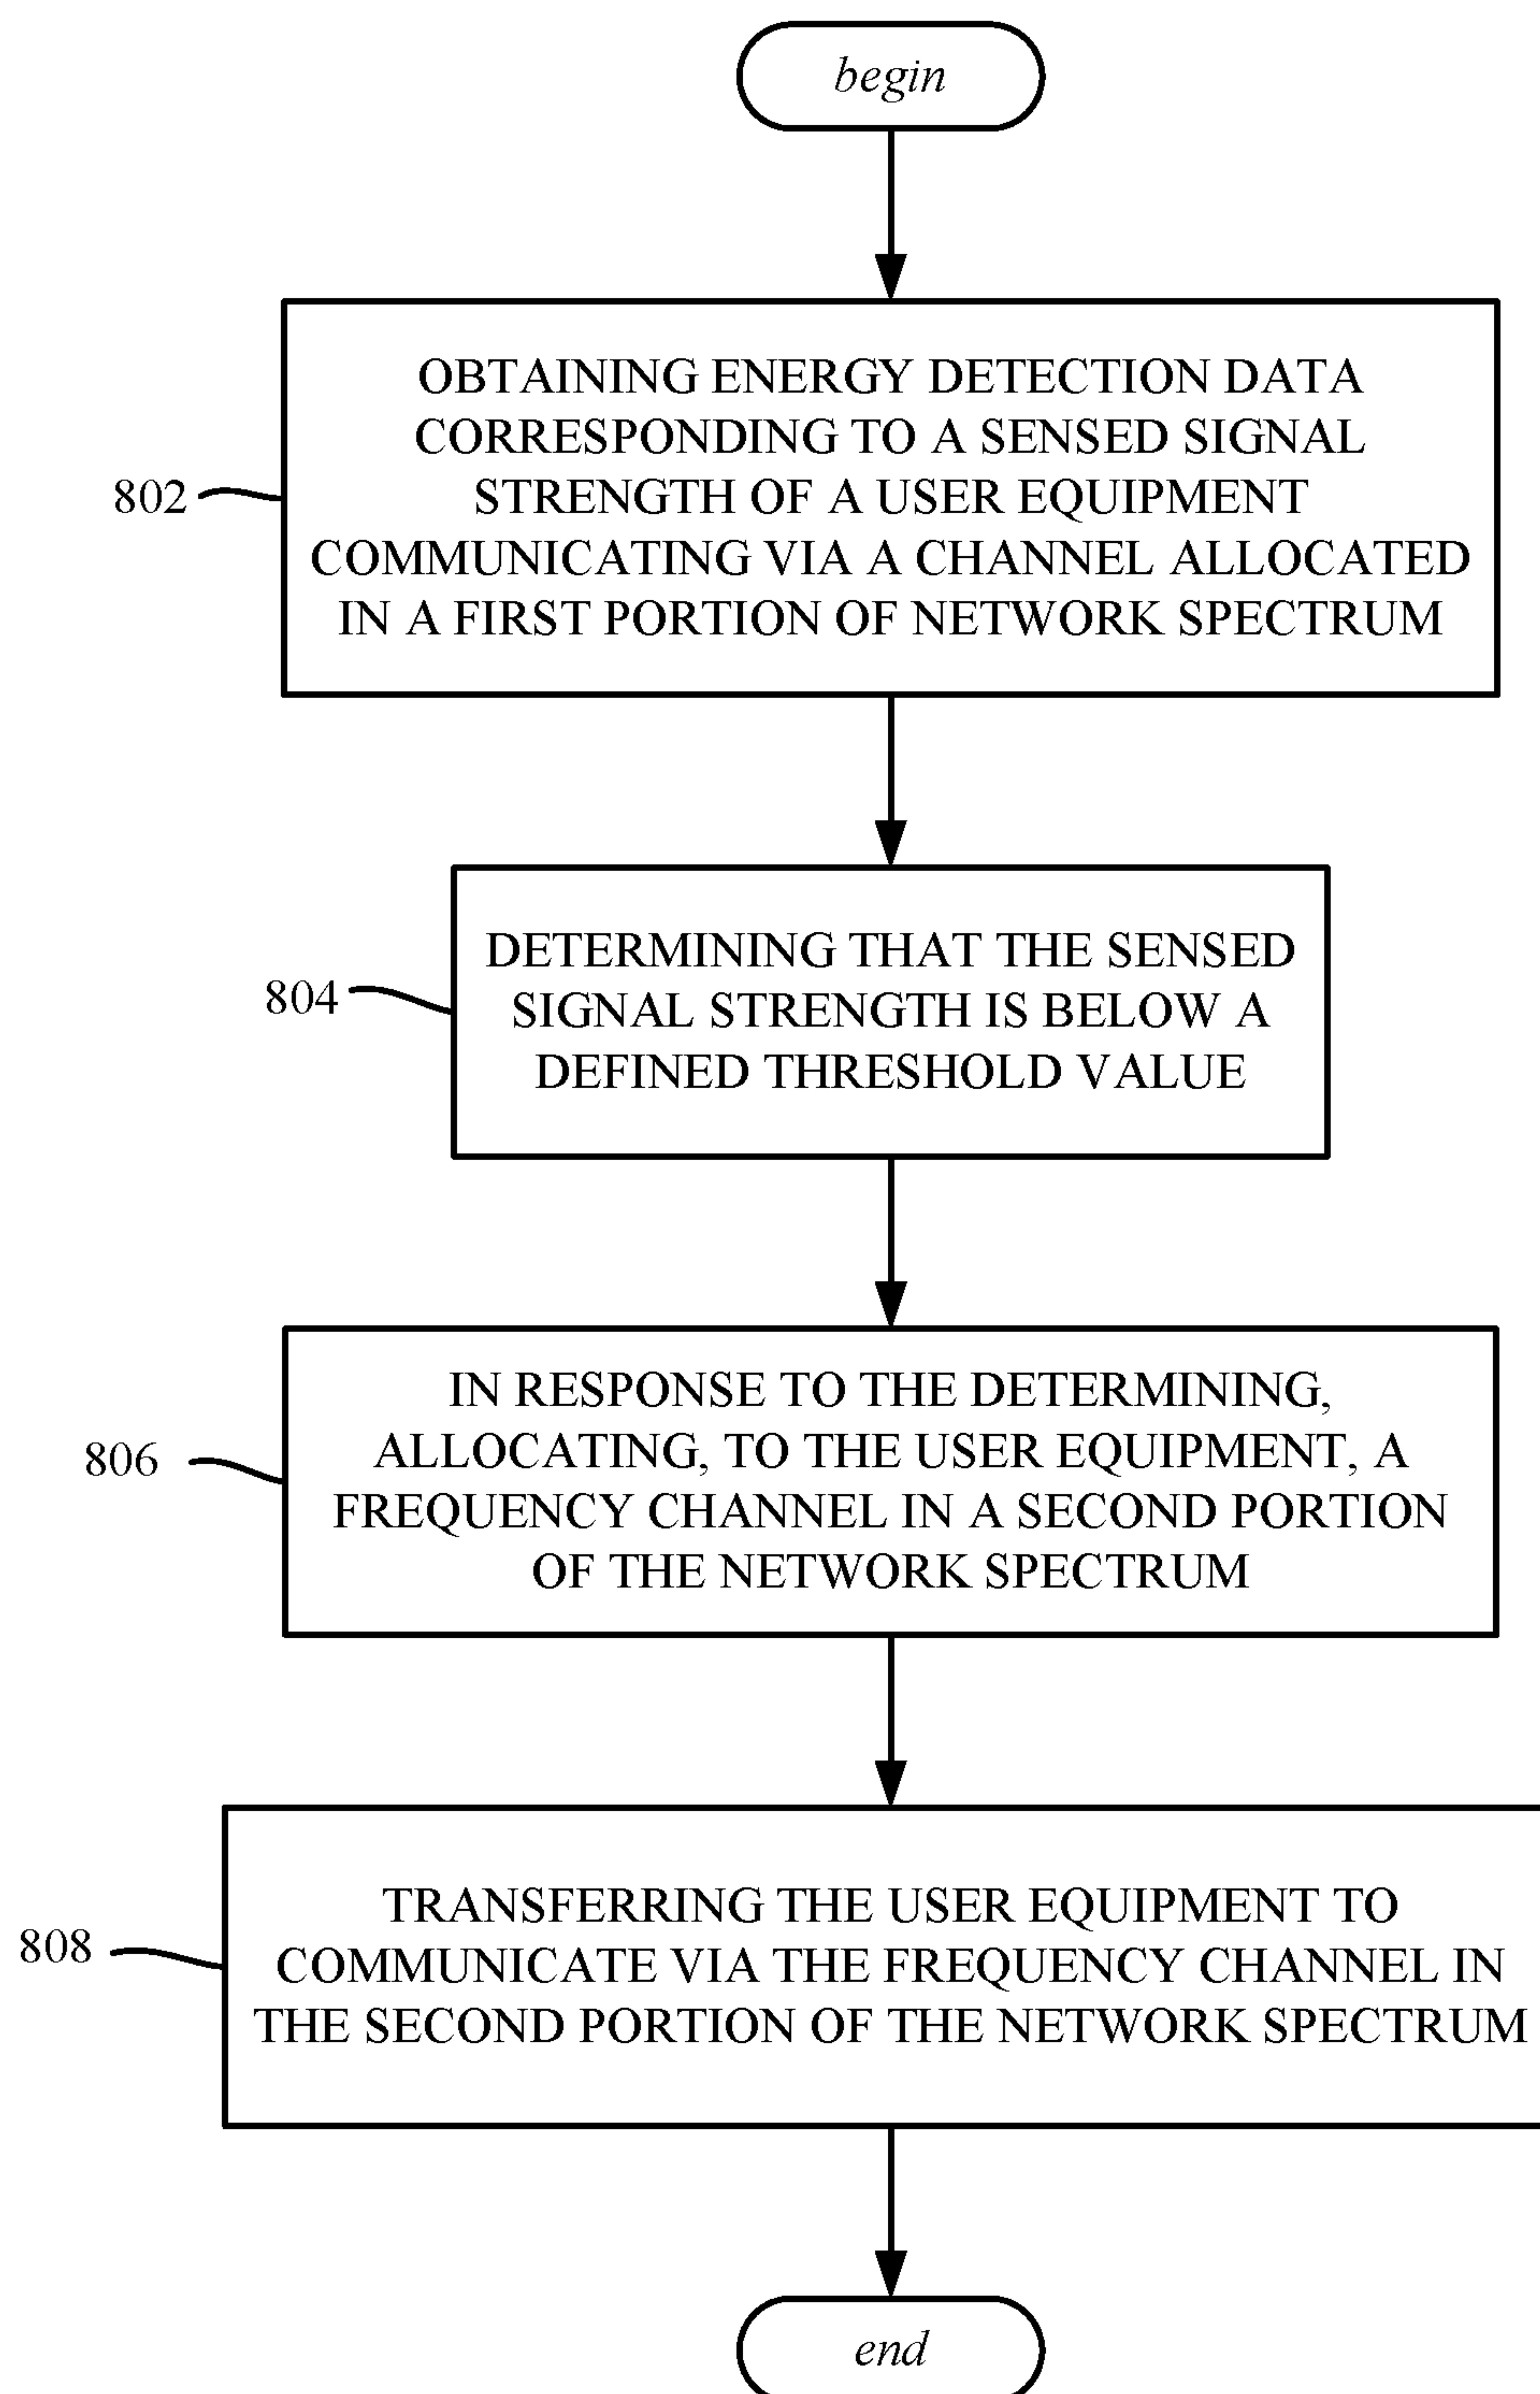 begin
OBTAINING ENERGY DETECTION DATA
CORRESPONDING TO A SENSED SIGNAL
STRENGTH OF A USER EQUIPMENT
COMMUNICATING VIA A CHANNEL ALLOCATED
IN A FIRST PORTION OF NETWORK SPECTRUM
802
DETERMINING THAT THE SENSED
SIGNAL STRENGTH IS BELOW A
DEFINED THRESHOLD VALUE
804
IN RESPONSE TO THE DETERMINING,
ALLOCATING, TO THE USER EQUIPMENT, A
FREQUENCY CHANNEL IN A SECOND PORTION
OF THE NETWORK SPECTRUM
806
TRANSFERRING THE USER EQUIPMENT TO
COMMUNICATE VIA THE FREQUENCY CHANNEL IN
THE SECOND PORTION OF THE NETWORK SPECTRUM
808
end